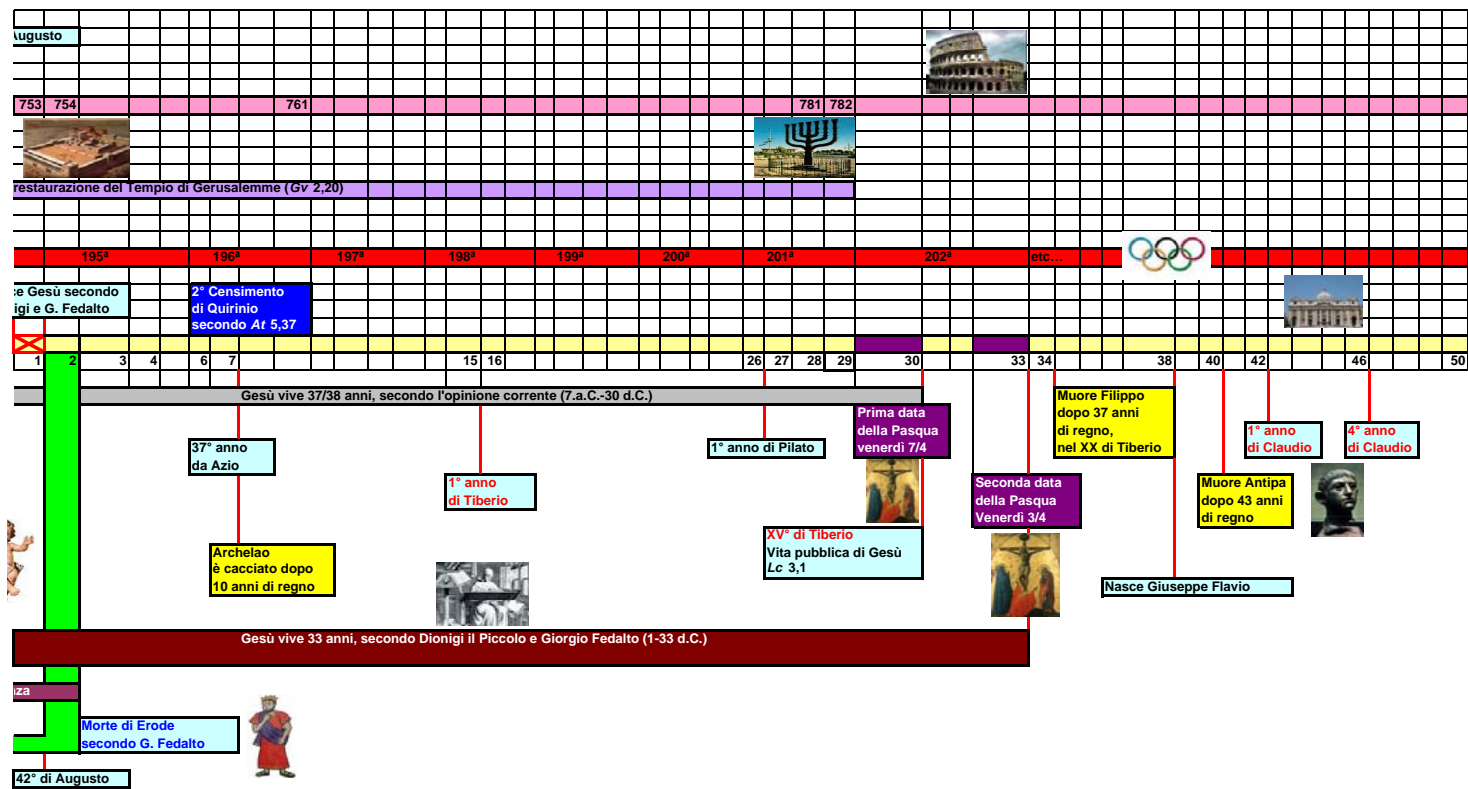 Augusto
753 754 761 781 782
restaurazione del Tempio di Gerusalemme (Gv 2,20)
195ª 196ª 197ª 198ª 199ª 200ª 201ª 202ª etc...
ce Gesù secondo
igi e G. Fedalto
2° Censimento
di Quirinio
secondo At 5,37
1 2 3 4 6 7 15 16 26 27 28 29 30 33 34 38 40 42 46 50
Gesù vive 37/38 anni, secondo l'opinione corrente (7.a.C.-30 d.C.)
Prima data
della Pasqua
venerdì 7/4
Muore Filippo
dopo 37 anni
di regno,
nel XX di Tiberio
37° anno
da Azio
1° anno di Pilato
1° anno
di Claudio
4° anno
di Claudio
1° anno
di Tiberio
Seconda data
della Pasqua
Venerdì 3/4
Muore Antipa
dopo 43 anni
di regno
XV° di Tiberio
Vita pubblica di Gesù
Lc 3,1
Archelao
è cacciato dopo
10 anni di regno
Nasce Giuseppe Flavio
Gesù vive 33 anni, secondo Dionigi il Piccolo e Giorgio Fedalto (1-33 d.C.)
nza
Morte di Erode
secondo G. Fedalto
42° di Augusto